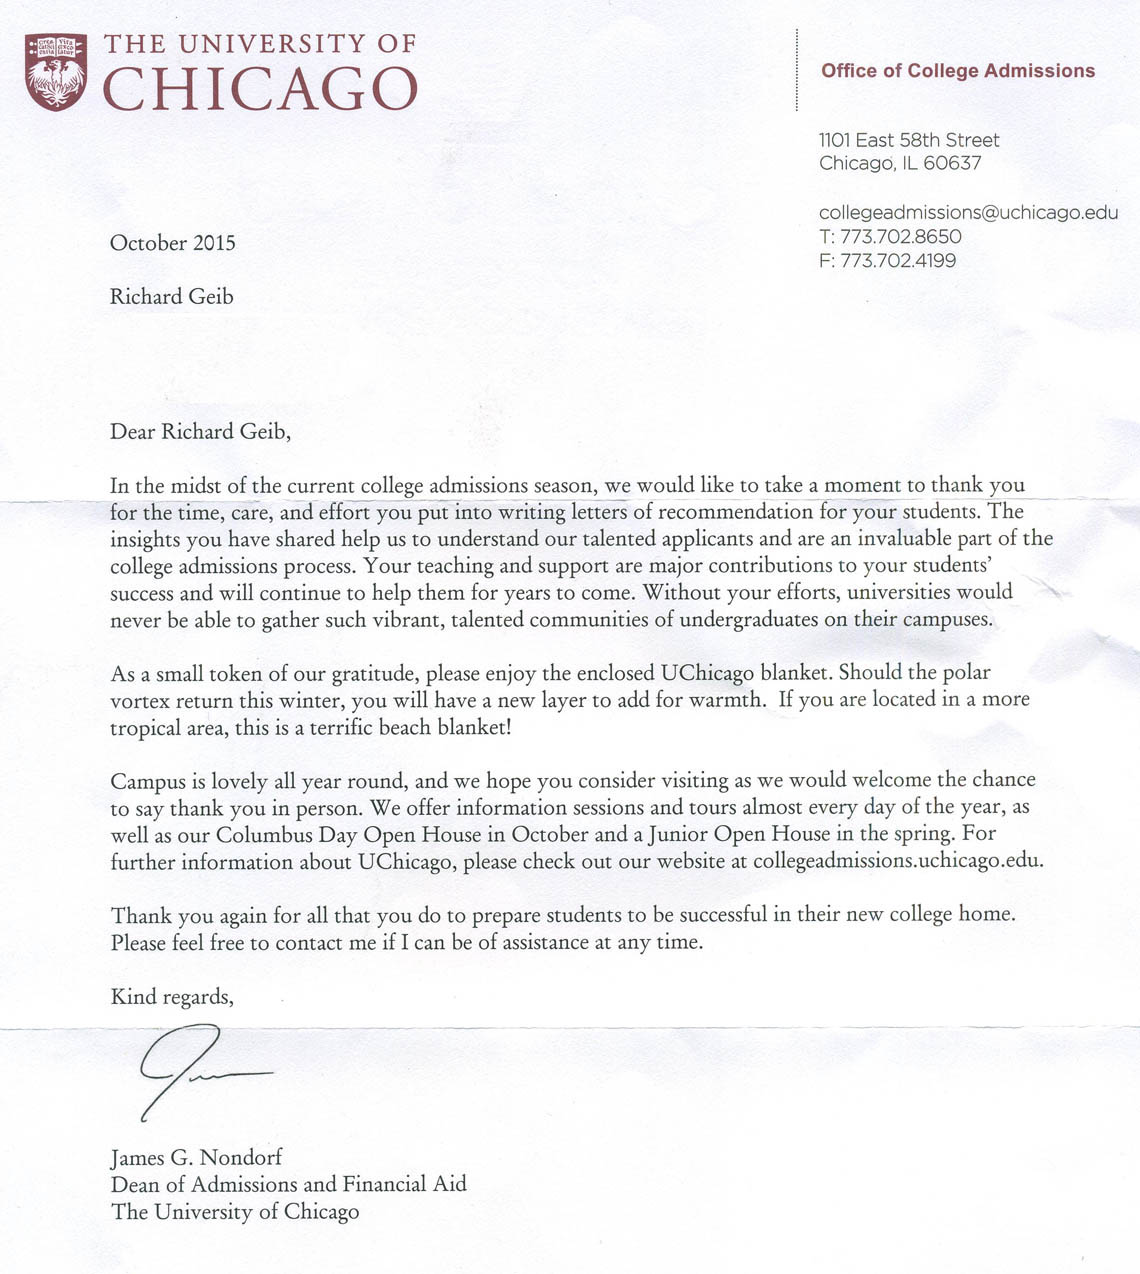 THE UNIVERSITY OF
CHICAGO
Crescat Vita
scientia excolatur
Office of College Admissions
1101 East 58th Street
Chicago, IL 60637
collegeadmissions@uchicago.edu
T: 773.702.8650
F: 773.702.4199
October 2015
Richard Geib
Dear Richard Geib,
In the midst of the current college admissions season, we would like to take a moment to thank you
for the time, care, and effort you put into writing letters of recommendation for your students. The
insights you have shared help us to understand our talented applicants and are an invaluable part of the
college admissions process. Your teaching and support are major contributions to your students’
success and will continue to help them for years to come. Without your efforts, universities would
never be able to gather such vibrant, talented communities of undergraduates on their campuses.
As a small token of our gratitude, please enjoy the enclosed UChicago blanket. Should the polar
vortex return this winter, you will have a new layer to add for warmth.  If you are located in a more
tropical area, this is a terrific beach blanket!
Campus is lovely all year round, and we hope you consider visiting as we would welcome the chance
to say thank you in person. We offer information sessions and tours almost every day of the year, as
well as our Columbus Day Open House in October and a Junior Open House in the spring. For
further information about UChicago, please check out our website at collegeadmissions.uchicago.edu.
Thank you again for all that you do to prepare students to be successful in their new college home.
Please feel free to contact me if I can be of assistance at any time.
Kind regards,
James G. Nondorf
Dean of Admissions and Financial Aid
The University of Chicago